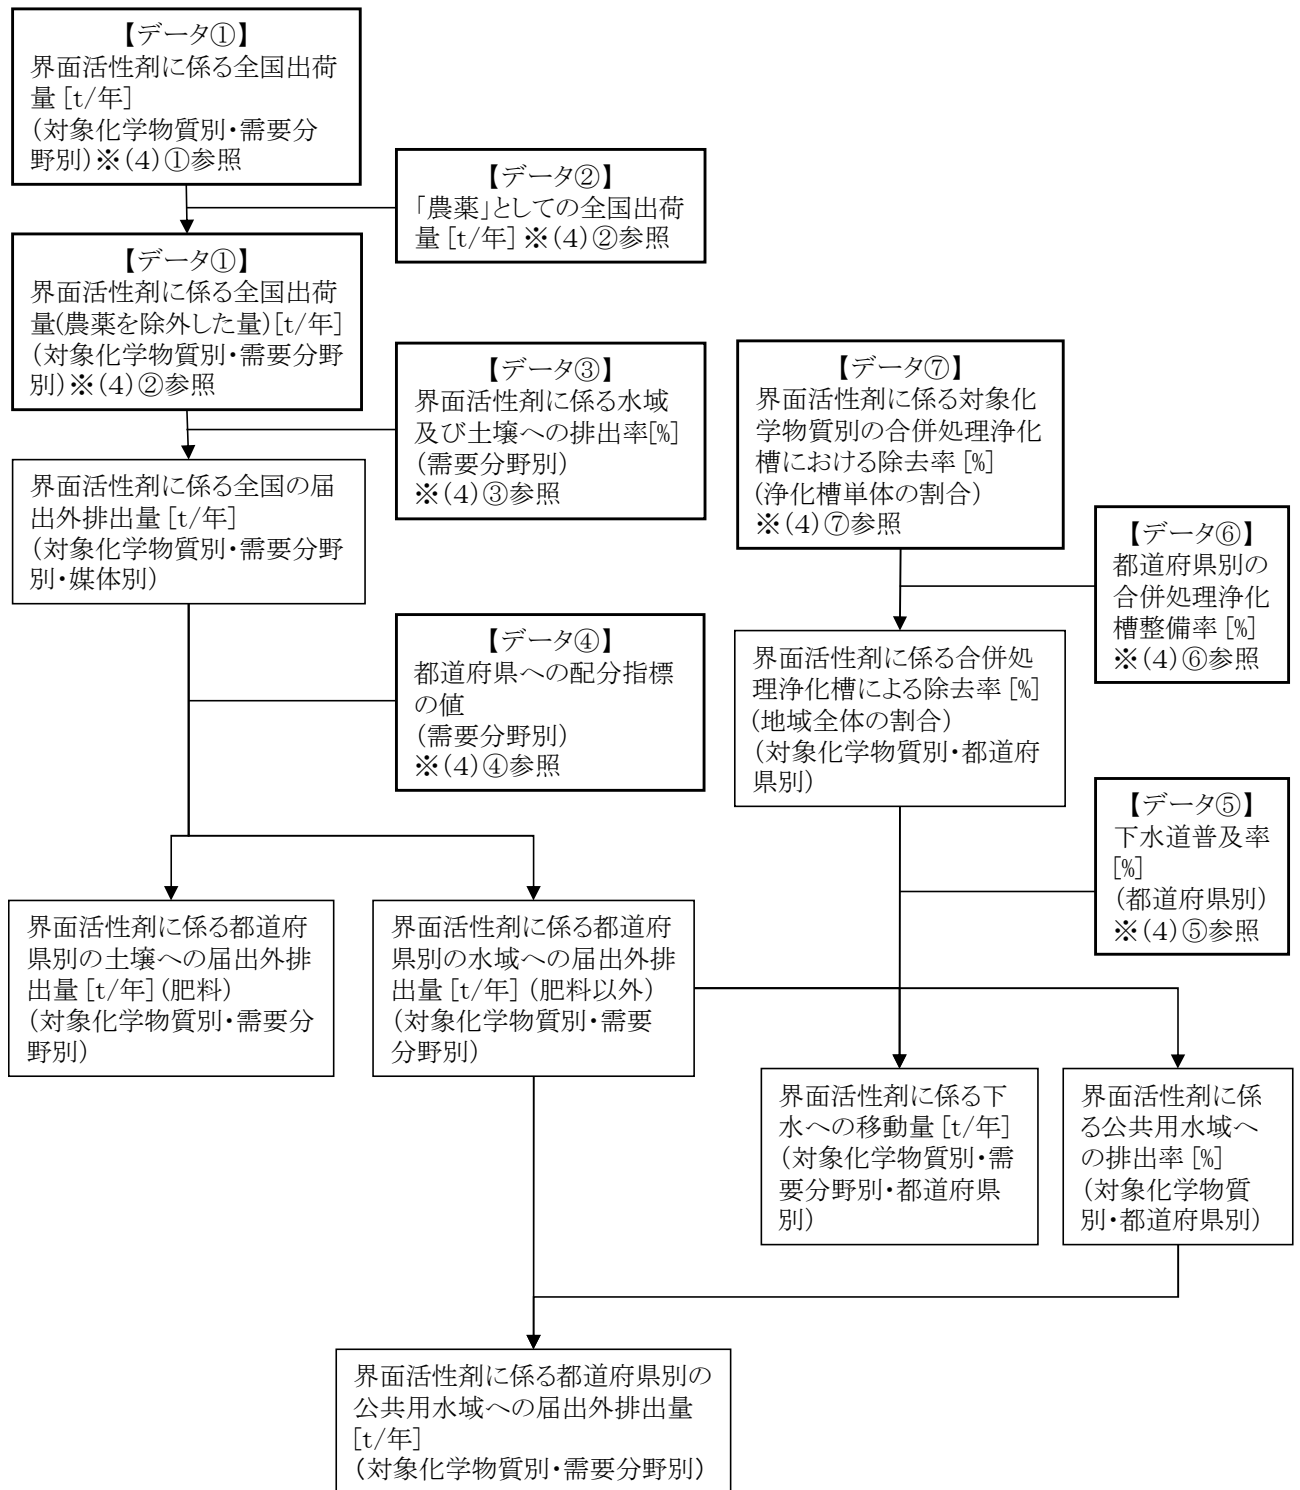 【データ①】
界面活性剤に係る全国出荷
量[t/年]
(対象化学物質別・需要分
野別)※(4)①参照
【データ②】
「農薬」としての全国出荷
量[t/年]※(4)②参照
【データ①】
界面活性剤に係る全国出荷
量(農薬を除外した量)[t/年]
(対象化学物質別・需要分野
別)※(4)②参照
【データ③】
界面活性剤に係る水域
及び土壌への排出率[%]
(需要分野別)
※(4)③参照
【データ⑦】
界面活性剤に係る対象化
学物質別の合併処理浄化
槽における除去率[%]
(浄化槽単体の割合)
※(4)⑦参照
界面活性剤に係る全国の届
出外排出量[t/年]
(対象化学物質別・需要分野
別・媒体別)
【データ⑥】
都道府県別の
合併処理浄化
槽整備率[%]
※(4)⑥参照
【データ④】
都道府県への配分指標
の値
(需要分野別)
※(4)④参照
界面活性剤に係る合併処
理浄化槽による除去率[%]
(地域全体の割合)
(対象化学物質別・都道府
県別)
【データ⑤】
下水道普及率
[%]
(都道府県別)
※(4)⑤参照
界面活性剤に係る都道府
県別の土壌への届出外排
出量[t/年](肥料)
(対象化学物質別・需要分
野別)
界面活性剤に係る都道府
県別の水域への届出外排
出量[t/年](肥料以外)
(対象化学物質別・需要
分野別)
界面活性剤に係る下
水への移動量[t/年]
(対象化学物質別・需
要分野別・都道府県
別)
界面活性剤に係
る公共用水域へ
の排出率[%]
(対象化学物質
別・都道府県別)
界面活性剤に係る都道府県別の
公共用水域への届出外排出量
[t/年]
(対象化学物質別・需要分野別)